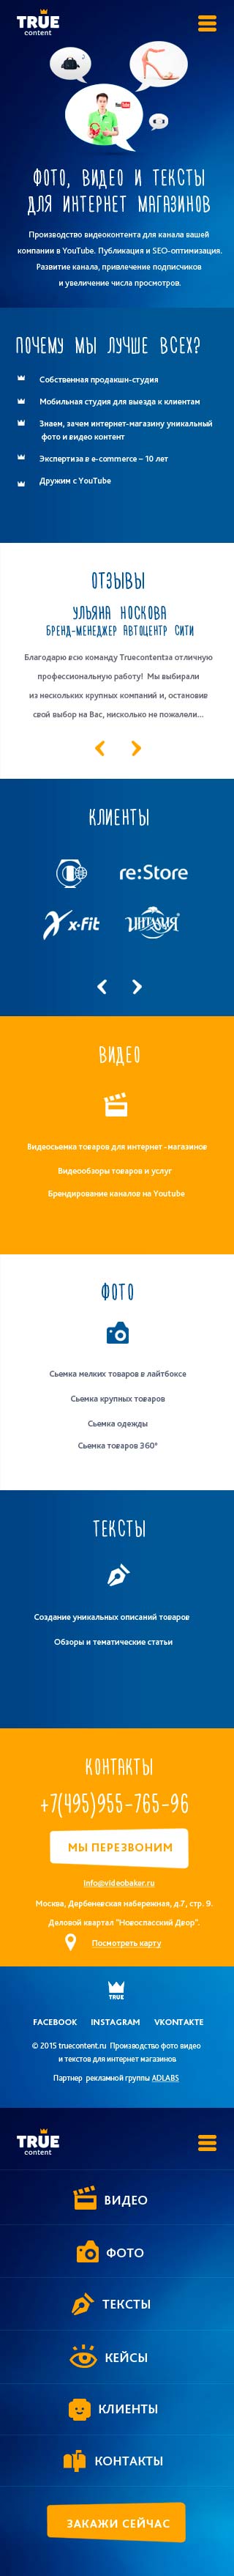 TRUE
content
YouTube
ФОТО, ВИДЕО И ТЕКСТЫ
ДЛЯ ИНТЕРНЕТ МАГАЗИНОВ
Производство видеоконтента для канала вашей
компании в YouTube. Публикация и SEO-оптимизация.
Развитие канала, привлечение подписчиков
и увеличение числа просмотров.
ПОЧЕМУ МЫ ЛУЧШЕ ВСЕХ?
Собственная продакшн-студия
Мобильная студия для выезда к клиентам
Знаем, зачем интернет-магазину уникальный
фото и видео контент
Экспертиза в e-commerce – 10 лет
Дружим с YouTube
ОТЗЫВЫ
УЛЬЯНА НОСКОВА
БРЕНД-МЕНЕДЖЕР АВТОЦЕНТР СИТИ
Благодарю всю команду Truecontentза отличную
профессиональную работу! Мы выбирали
из нескольких крупных компаний и, остановив
свой выбор на Вас, нисколько не пожалели...
КЛИЕНТЫ
re:Store
x-fit
ИНТАЛИЯ
ВИДЕО
Видеосъемка товаров для интернет-магазинов
Видеообзоры товаров и услуг
Брендирование каналов на Youtube
ФОТО
Съемка мелких товаров в лайтбоксе
Съемка крупных товаров
Съемка одежды
Съемка товаров 360°
ТЕКСТЫ
Создание уникальных описаний товаров
Обзоры и тематические статьи
КОНТАКТЫ
+7(495)955-765-96
МЫ ПЕРЕЗВОНИМ
info@videobaker.ru
Москва, Дербеневская набережная, д.7, стр. 9.
Деловой квартал "Новоспасский Двор".
Посмотреть карту
TRUE
FACEBOOK INSTAGRAM VKONTAKTE
© 2015 truecontent.ru Производство фото видео
и текстов для интернет магазинов
Партнер рекламной группы ADLABS
TRUE
content
ВИДЕО
ФОТО
ТЕКСТЫ
КЕЙСЫ
КЛИЕНТЫ
КОНТАКТЫ
ЗАКАЖИ СЕЙЧАС